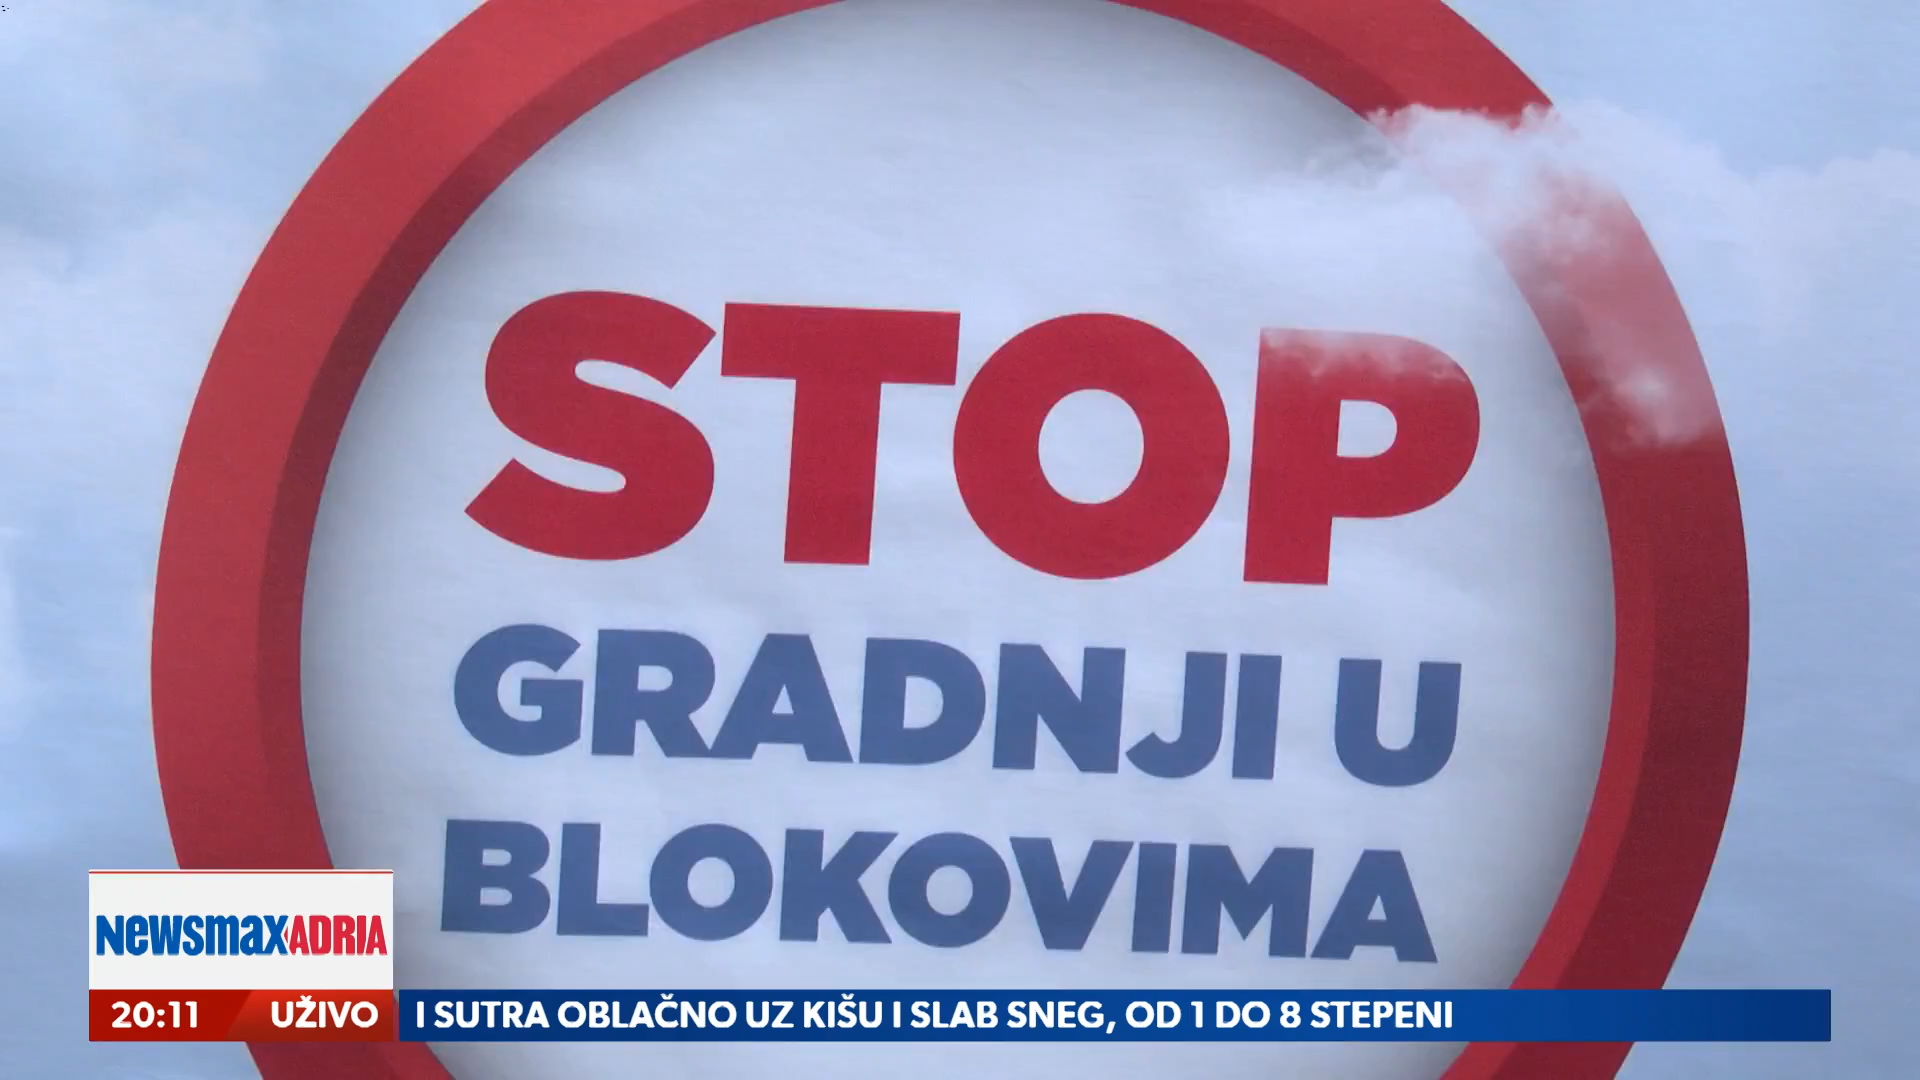 STOP
GRADNJI U
BLOKOVIMA
NEWSMAX ADRIA
20:11 UŽIVO I SUTRA OBLAČNO UZ KIŠU I SLAB SNEG, OD 1 DO 8 STEPENI